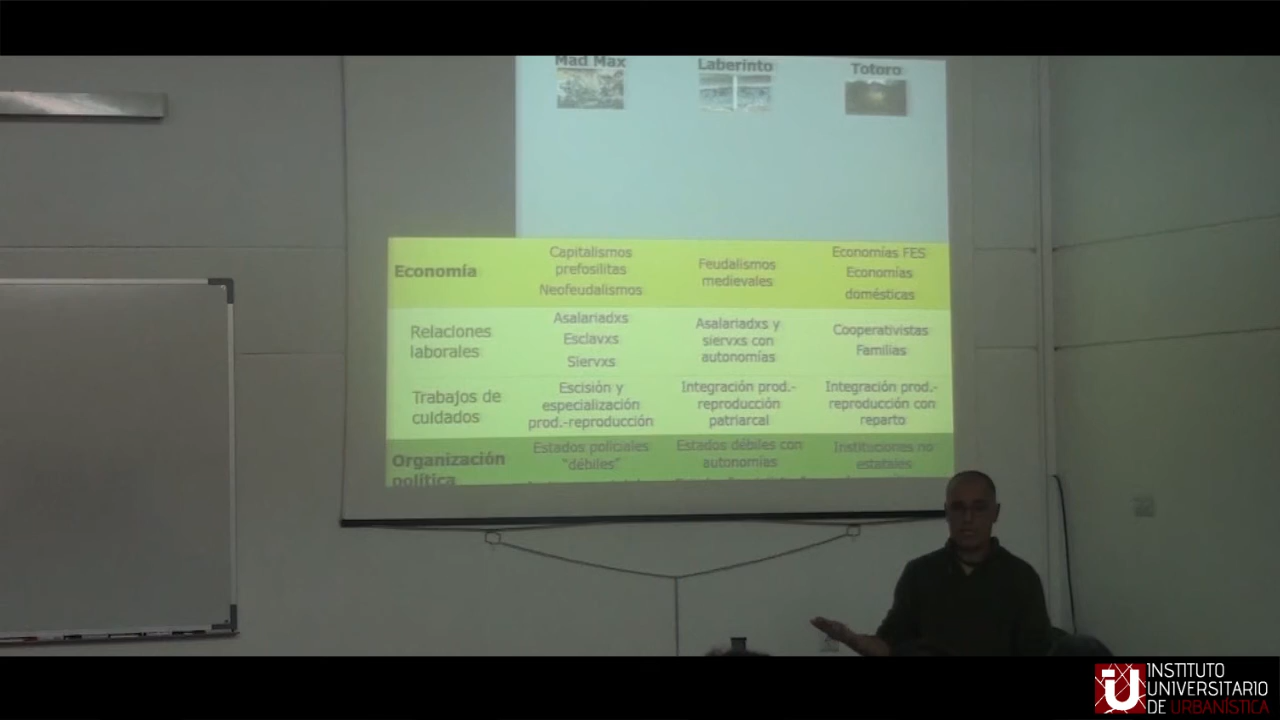 Mad Max
Laberinto
Totoro
Economía
Capitalismos
prefosilitas
Neofeudalismos
Feudalismos
medievales
Economías FES
Economías
domésticas
Relaciones
laborales
Asalariadxs
Esclavxs
Siervxs
Asalariadxs y
siervxs con
autonomías
Cooperativistas
Familias
Trabajos de
cuidados
Escisión y
especialización
prod.-reproducción
Integración prod.-
reproducción
patriarcal
Integración prod.-
reproducción con
reparto
Organización
política
Estados policiales
"débiles"
Estados débiles con
autonomías
Instituciones no
estatales
INSTITUTO
UNIVERSITARIO
DE URBANÍSTICA